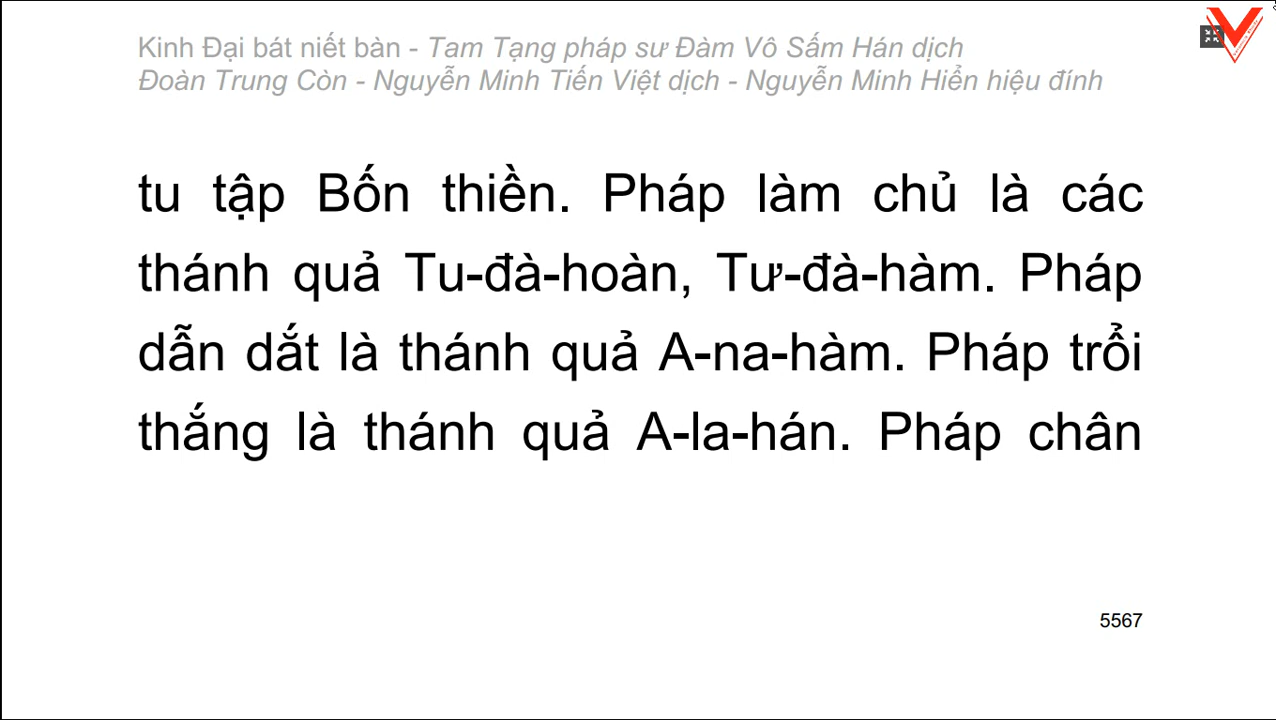 Kinh Đại bát niết bàn - Tam Tạng pháp sư Đàm Vô Sấm Hán dịch
Đoàn Trung Còn - Nguyễn Minh Tiến Việt dịch - Nguyễn Minh Hiển hiệu đính
tu tập Bốn thiền. Pháp làm chủ là các
thánh quả Tu-đà-hoàn, Tư-đà-hàm. Pháp
dẫn dắt là thánh quả A-na-hàm. Pháp trổi
thắng là thánh quả A-la-hán. Pháp chân
5567